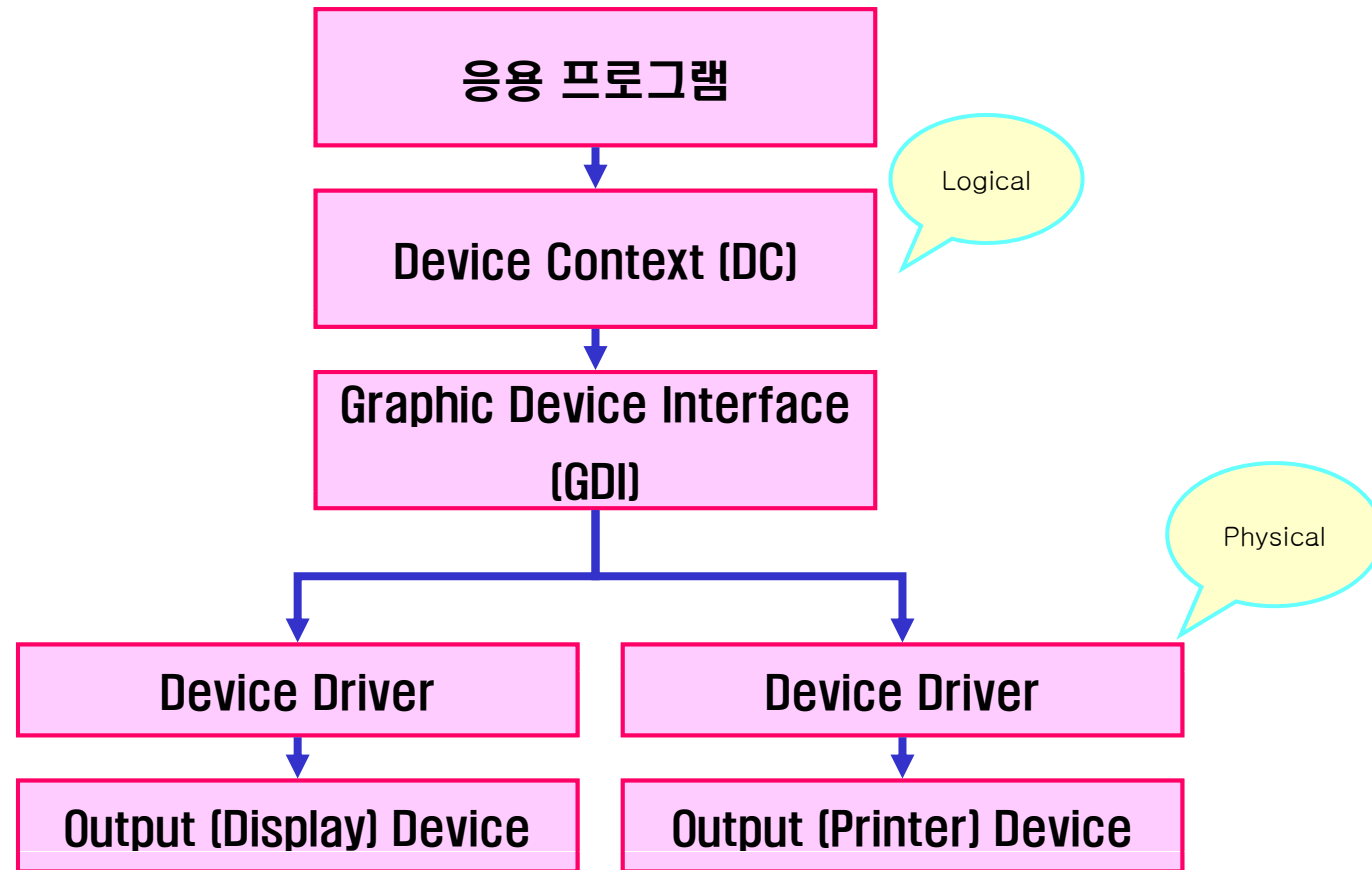 응용 프로그램
Logical
Device Context (DC)
Graphic Device Interface
(GDI)
Physical
Device Driver
Device Driver
Output (Display) Device
Output (Printer) Device